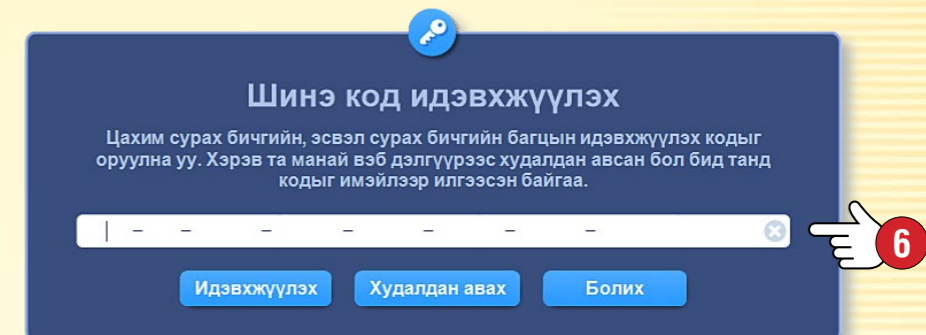 Шинэ код идэвхжүүлэх
Цахим сурах бичгийн, эсвэл сурах бичгийн багцын идэвхжүүлэх кодыг
оруулна уу. Хэрэв та манай вэб дэлгүүрээс худалдан авсан бол бид танд
кодыг имэйлээр илгээсэн байгаа.
– – – – – – –
6
Идэвхжүүлэх Худалдан авах Болих